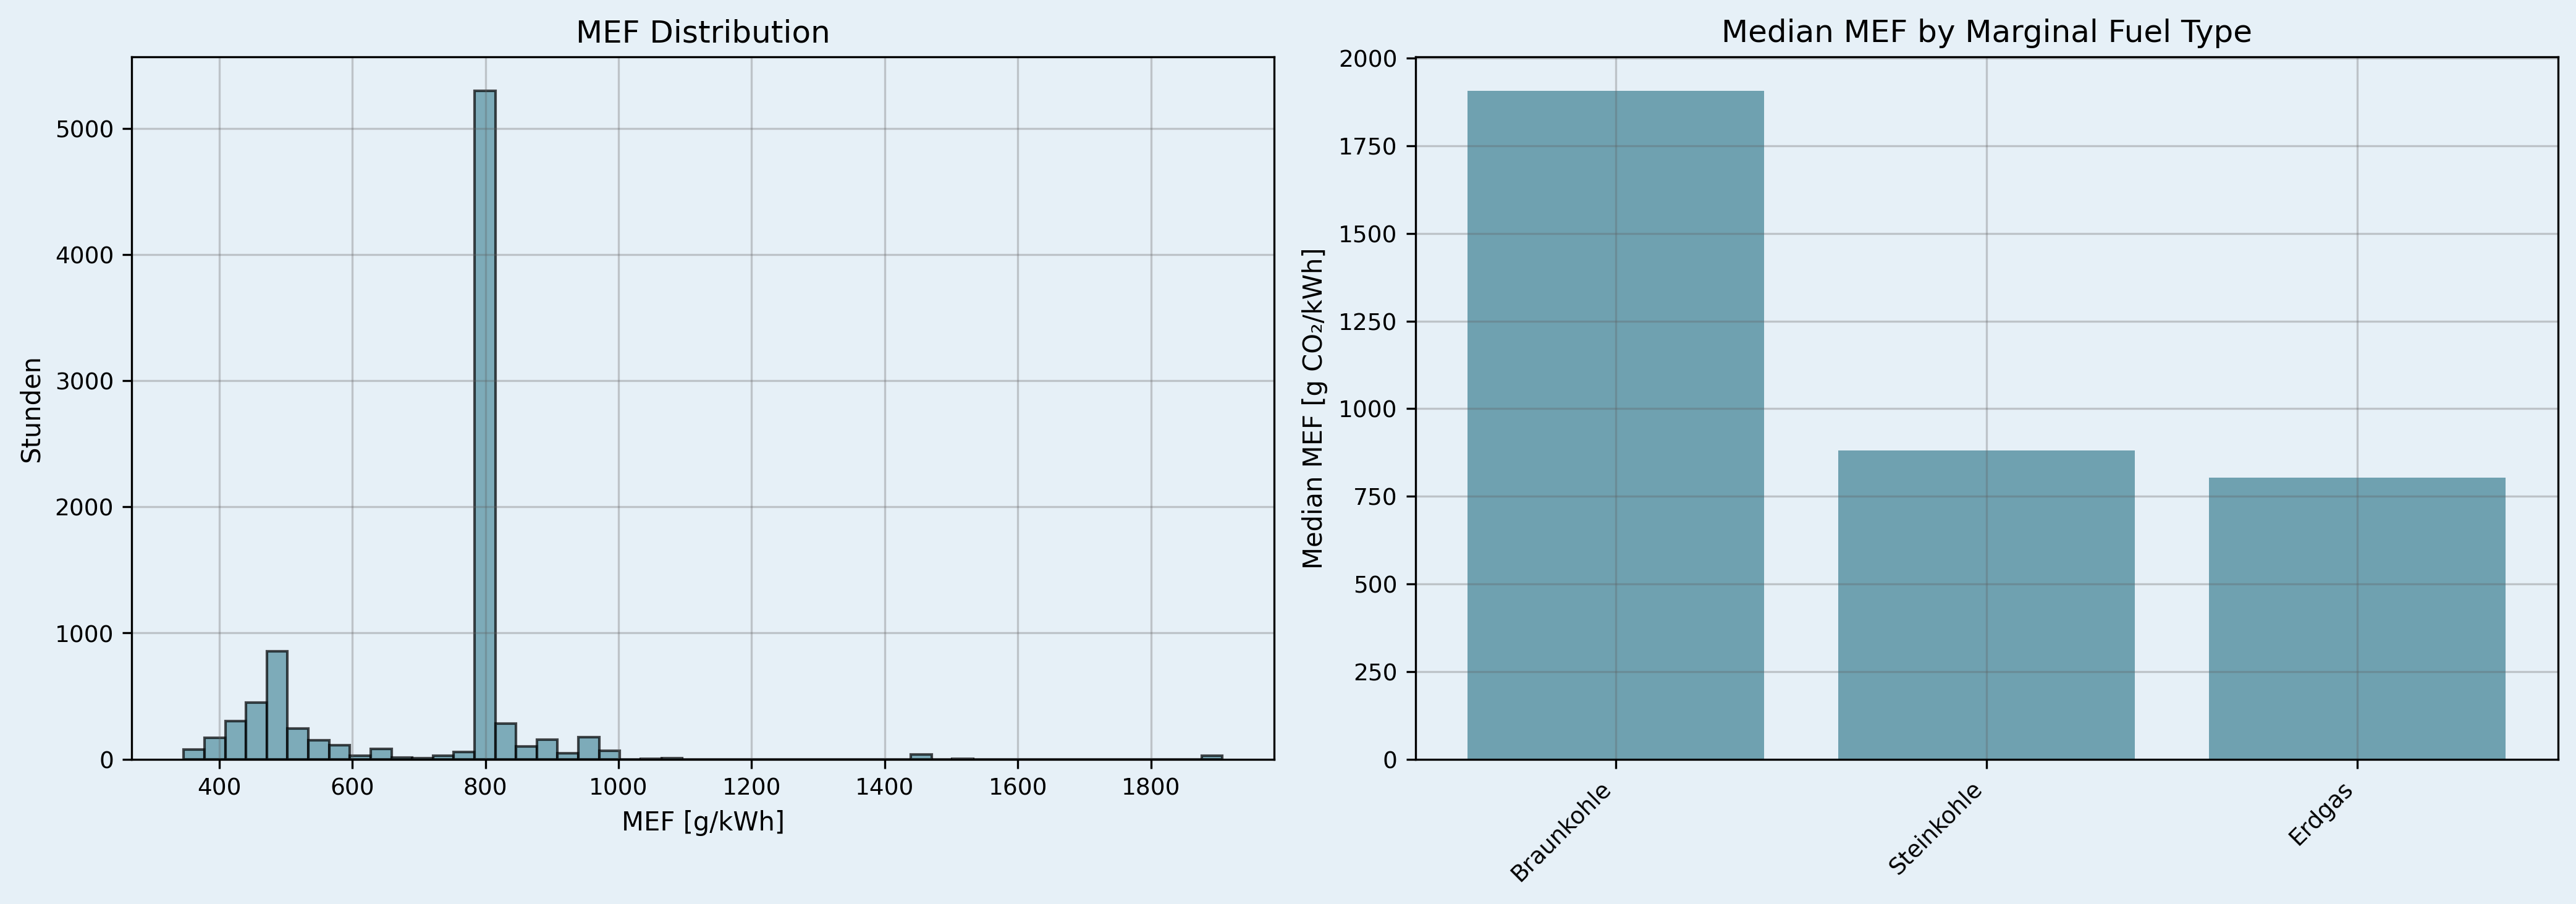 MEF Distribution
Stunden
5000
4000
3000
2000
1000
0
400 600 800 1000 1200 1400 1600 1800
MEF [g/kWh]
Median MEF by Marginal Fuel Type
Median MEF [g CO₂/kWh]
2000
1750
1500
1250
1000
750
500
250
0
Braunkohle
Steinkohle
Erdgas